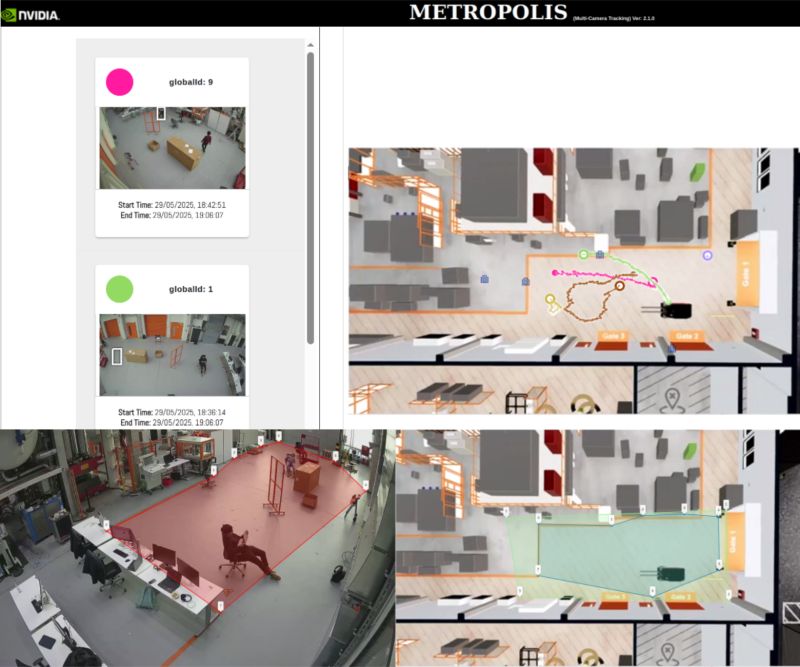 NVIDIA.
METROPOLIS (Multi-Camera Tracking) Ver: 2.1.0
globalId: 9
Start Time: 29/05/2025, 18:42:51
End Time: 29/05/2025, 19:06:07
globalId: 1
Start Time: 29/05/2025, 18:36:14
End Time: 29/05/2025, 19:06:07
Gate 1
Gate 3
Gate 2
Gate 1
Gate 3
Gate 2